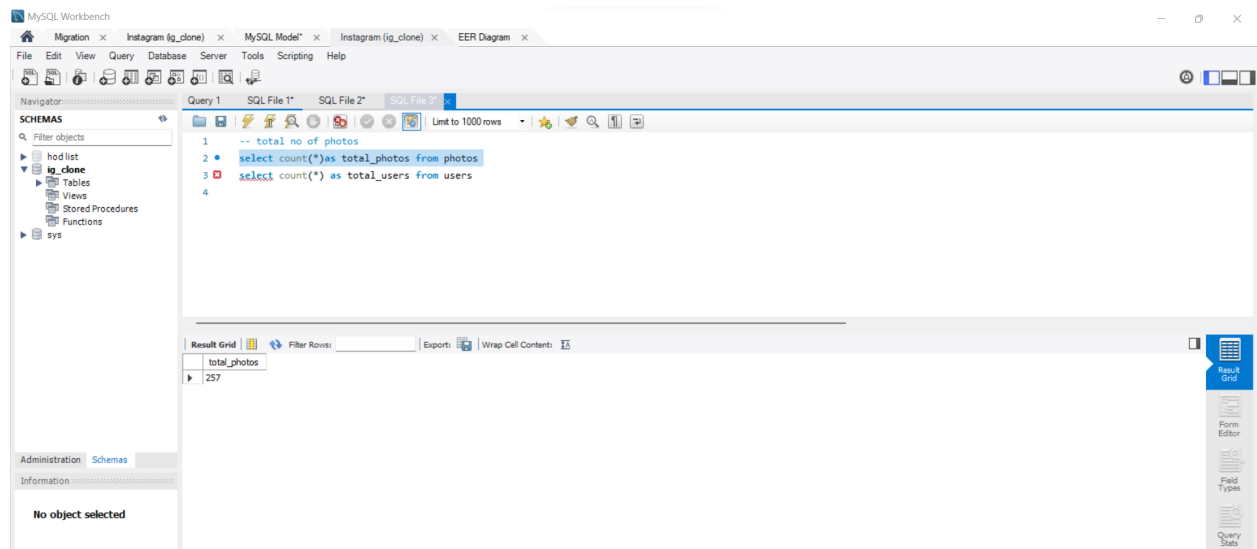 MySQL Workbench
Migration × Instagram (ig_clone) × MySQL Model* × Instagram (ig_clone) × EER Diagram ×
File Edit View Query Database Server Tools Scripting Help
Navigator
SCHEMAS
Filter objects
hod list
ig_clone
Tables
Views
Stored Procedures
Functions
sys
Administration Schemas
Information
No object selected
Query 1 SQL File 1* SQL File 2* SQL File 3* ×
Limit to 1000 rows
1 -- total no of photos
2 select count(*)as total_photos from photos
3 select count(*) as total_users from users
4
Result Grid Filter Rows: Export: Wrap Cell Content: IA
total_photos
257
Result
Grid
Form
Editor
Field
Types
Query
Stats